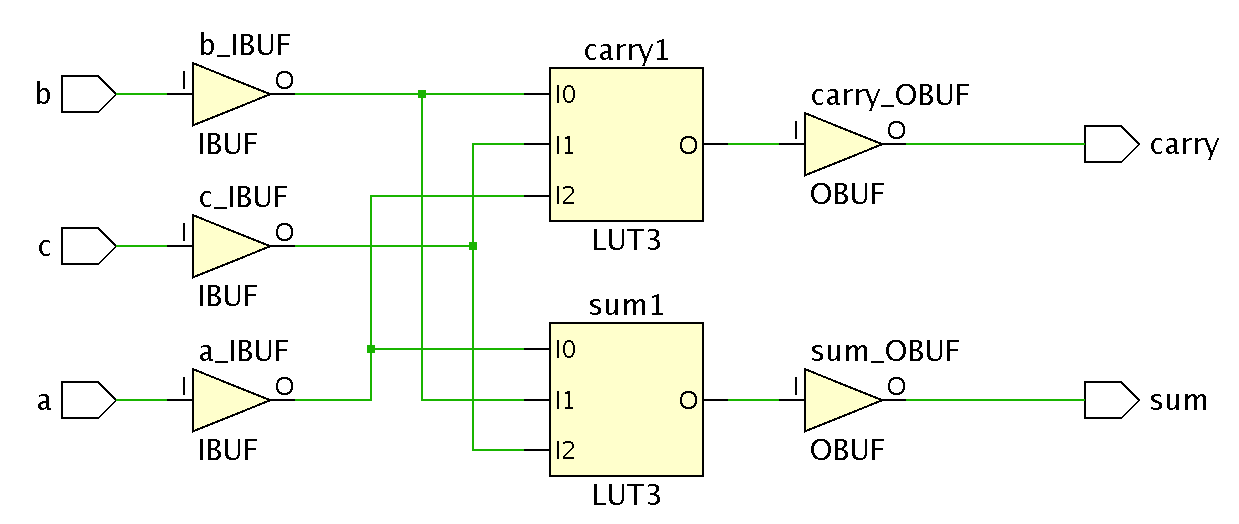 b_IBUF
b
I
O
IBUF
c_IBUF
c
I
O
IBUF
a_IBUF
a
I
O
IBUF
carry1
I0
I1
I2
O
LUT3
sum1
I0
I1
I2
O
LUT3
carry_OBUF
I
O
OBUF
carry
sum_OBUF
I
O
OBUF
sum